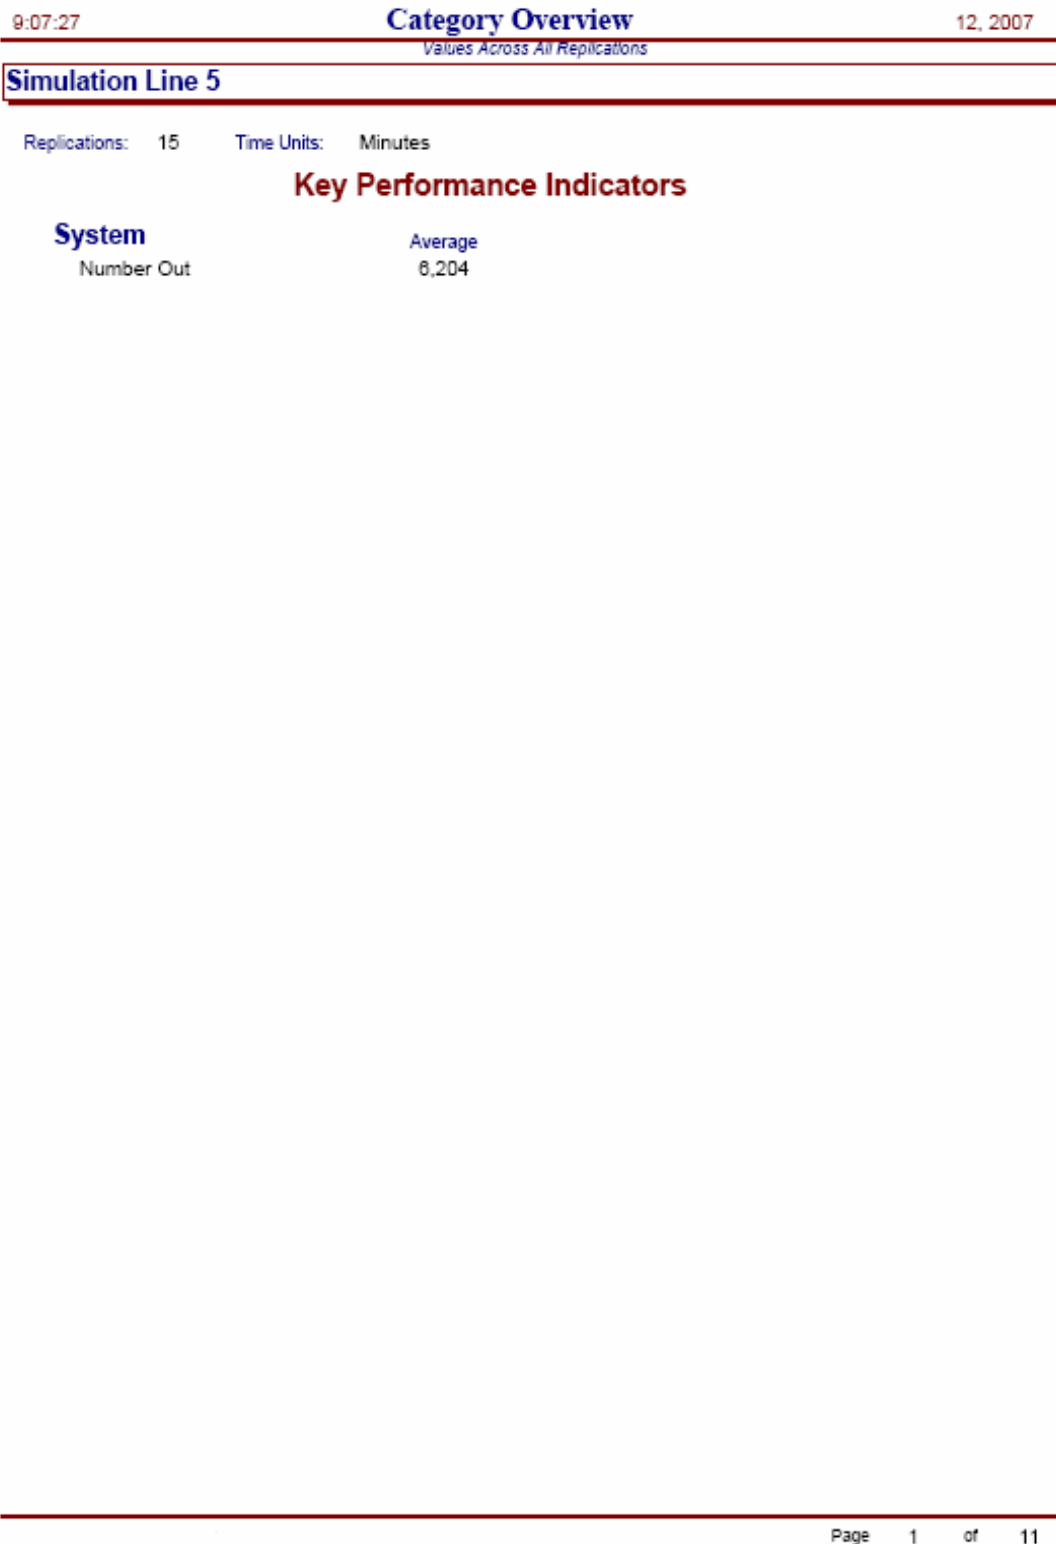 9:07:27 Category Overview 12, 2007
Values Across All Replications
Simulation Line 5
Replications: 15 Time Units: Minutes
Key Performance Indicators
System Average
Number Out 6,204
Page 1 of 11